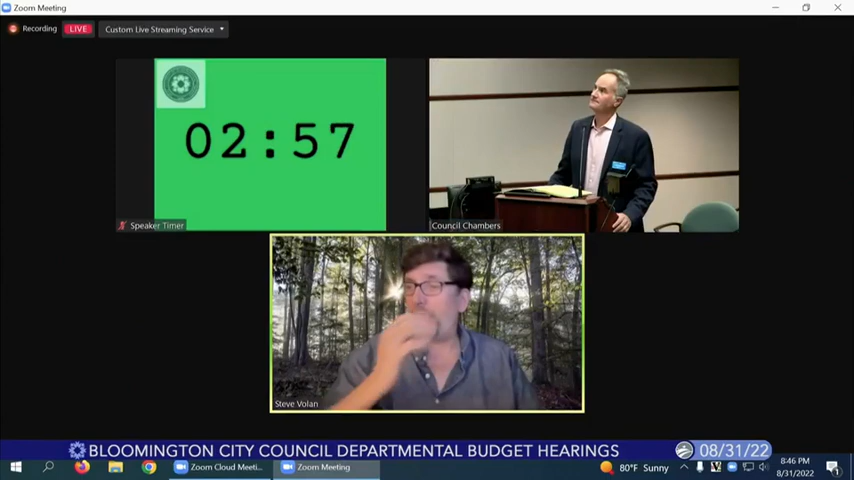 Zoom Meeting
Recording
LIVE
Custom Live Streaming Service
02:57
Speaker Timer
Council Chambers
Steve Volan
BLOOMINGTON CITY COUNCIL DEPARTMENTAL BUDGET HEARINGS
08/31/22
Zoom Cloud Meeti...
Zoom Meeting
80°F Sunny
8:46 PM
8/31/2022